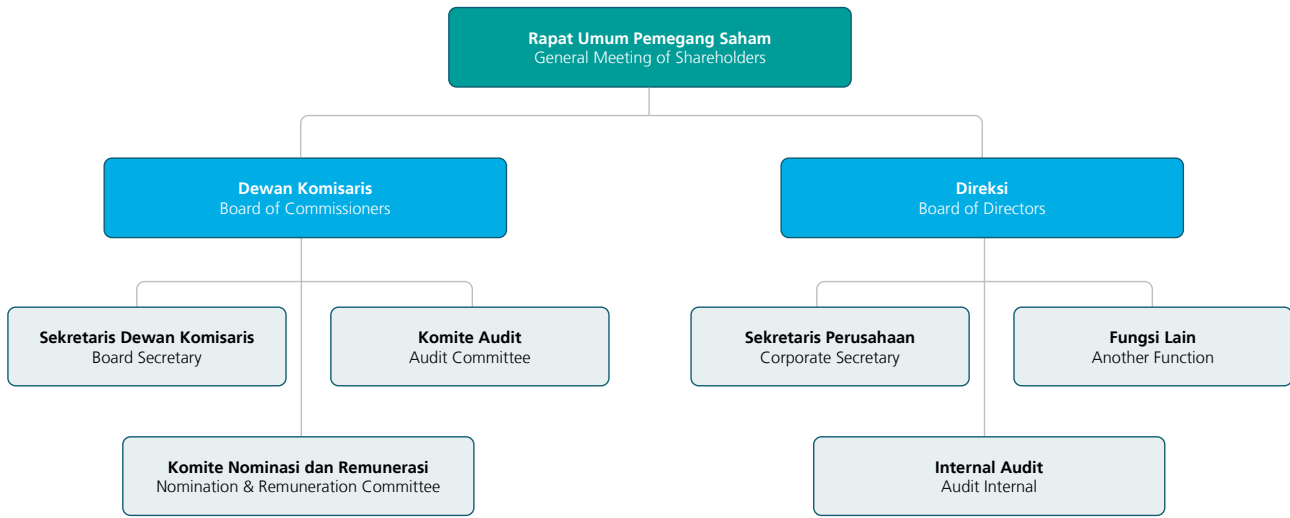 Rapat Umum Pemegang Saham
General Meeting of Shareholders
Dewan Komisaris
Board of Commissioners
Direksi
Board of Directors
Sekretaris Dewan Komisaris
Board Secretary
Komite Audit
Audit Committee
Sekretaris Perusahaan
Corporate Secretary
Fungsi Lain
Another Function
Komite Nominasi dan Remunerasi
Nomination & Remuneration Committee
Internal Audit
Audit Internal